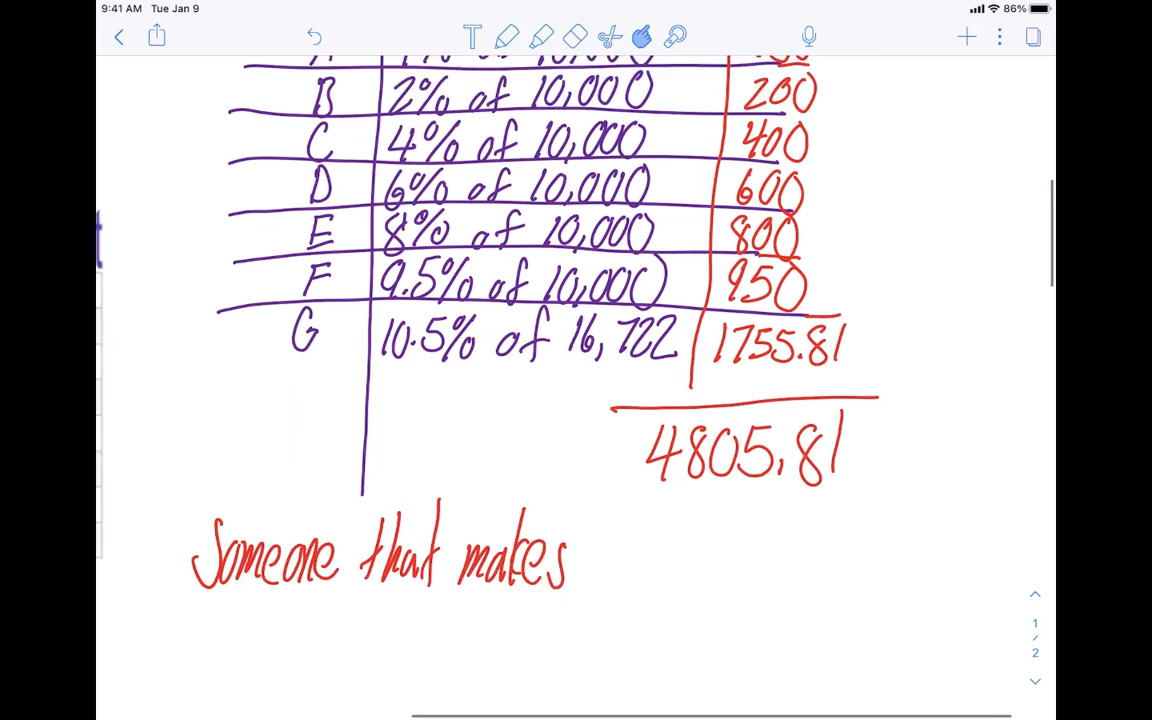 9:41 AM Tue Jan 9 86%
B 2% of 10,000 200
C 4% of 10,000 400
D 6% of 10,000 600
E 8% of 10,000 800
F 9.5% of 10,000 950
G 10.5% of 16,722 1755.81
4805.81
Someone that makes
1
/
2